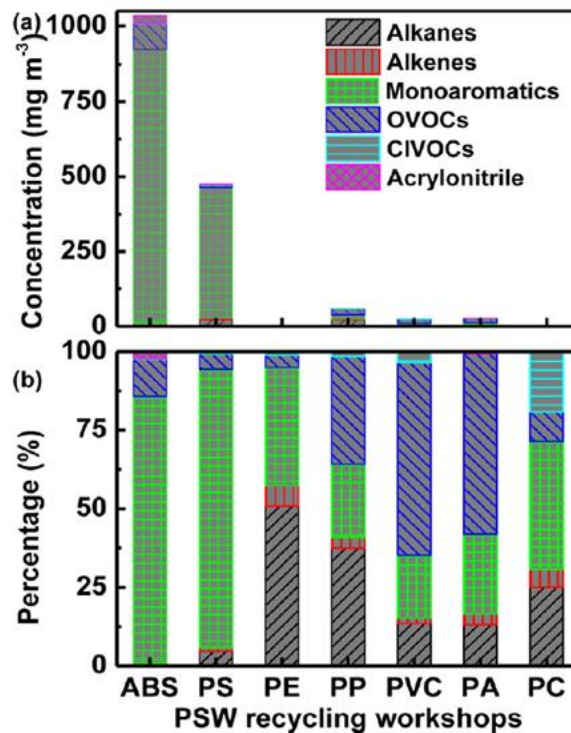 (a)
Concentration (mg m⁻³)
1000
750
500
250
0
Alkanes
Alkenes
Monoaromatics
OVOCs
ClVOCs
Acrylonitrile
(b)
Percentage (%)
100
75
50
25
0
ABS PS PE PP PVC PA PC
PSW recycling workshops